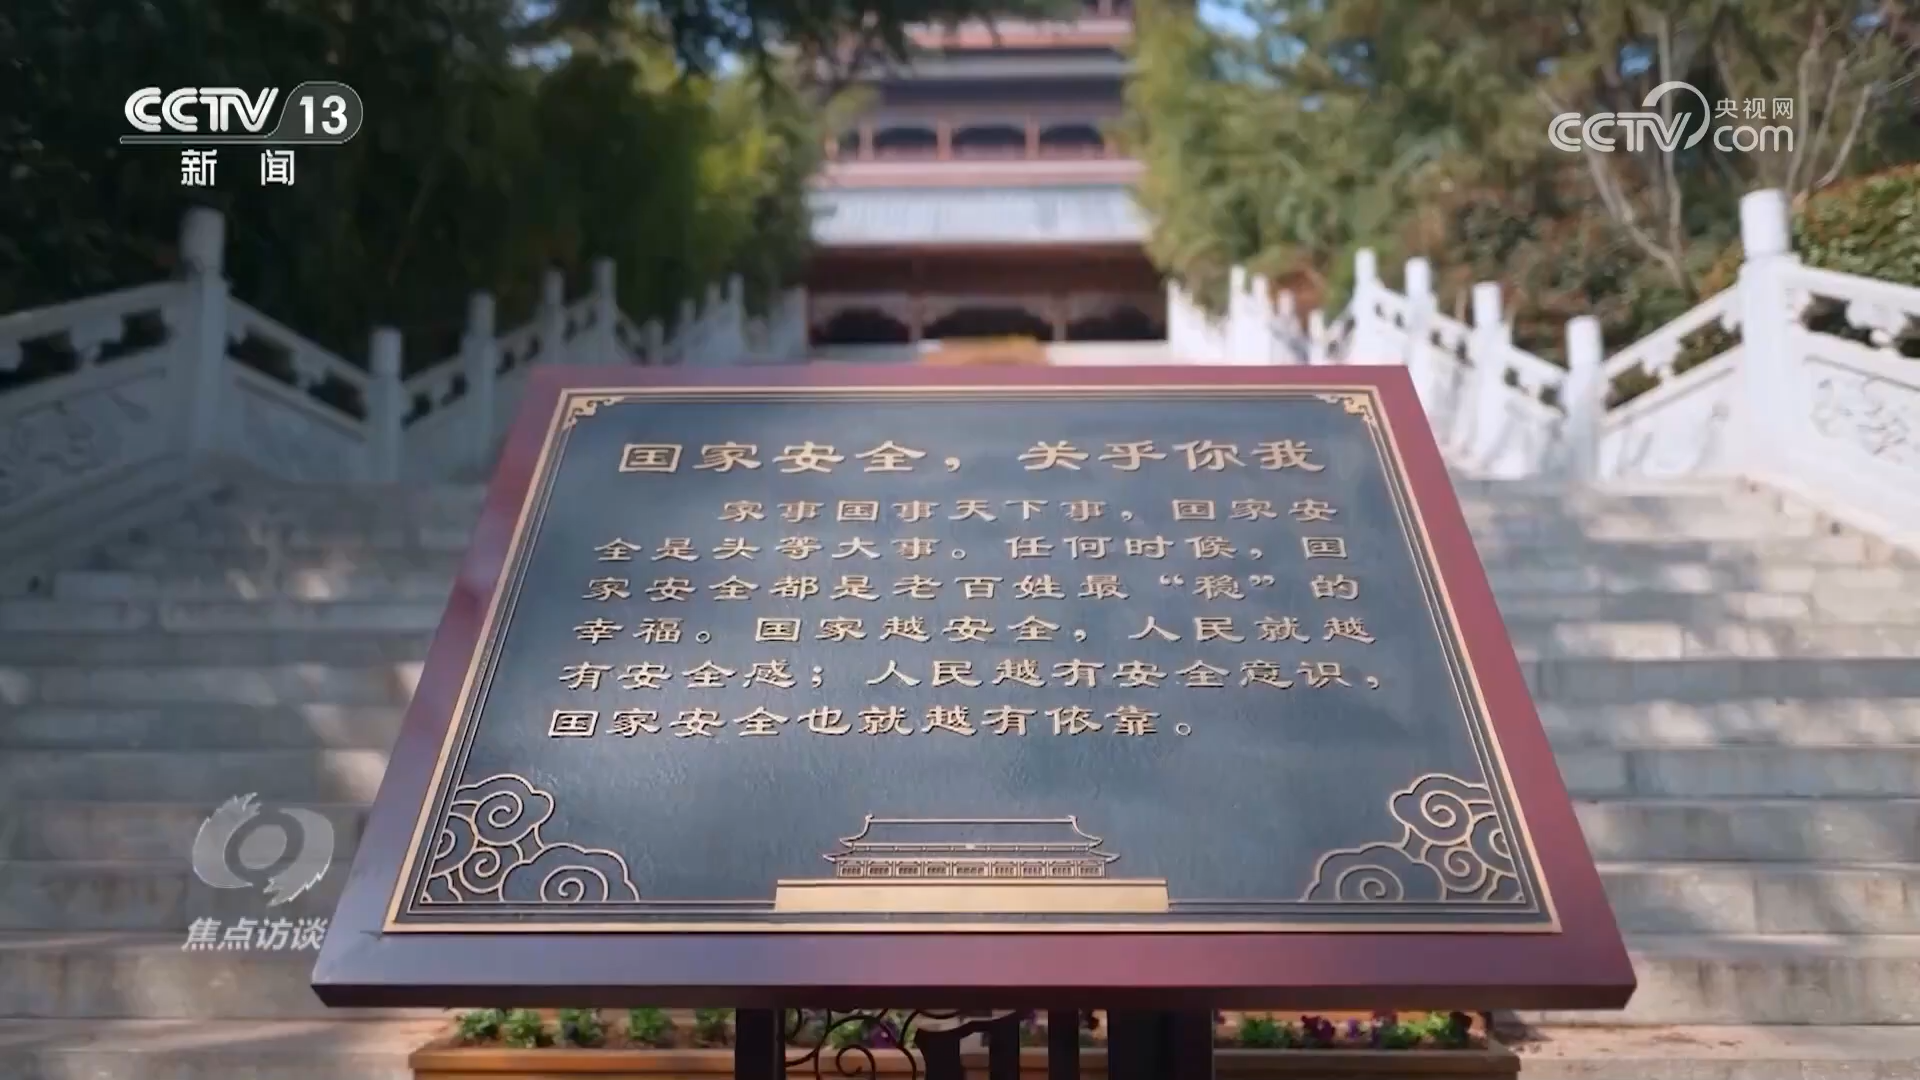 CCTV 13
新闻
央视网
CCTV.com
国家安全，关乎你我
家事国事天下事，国家安
全是头等大事。任何时候，国
家安全都是老百姓最“稳”的
幸福。国家越安全，人民就越
有安全感；人民越有安全意识，
国家安全也就越有依靠。
焦点访谈